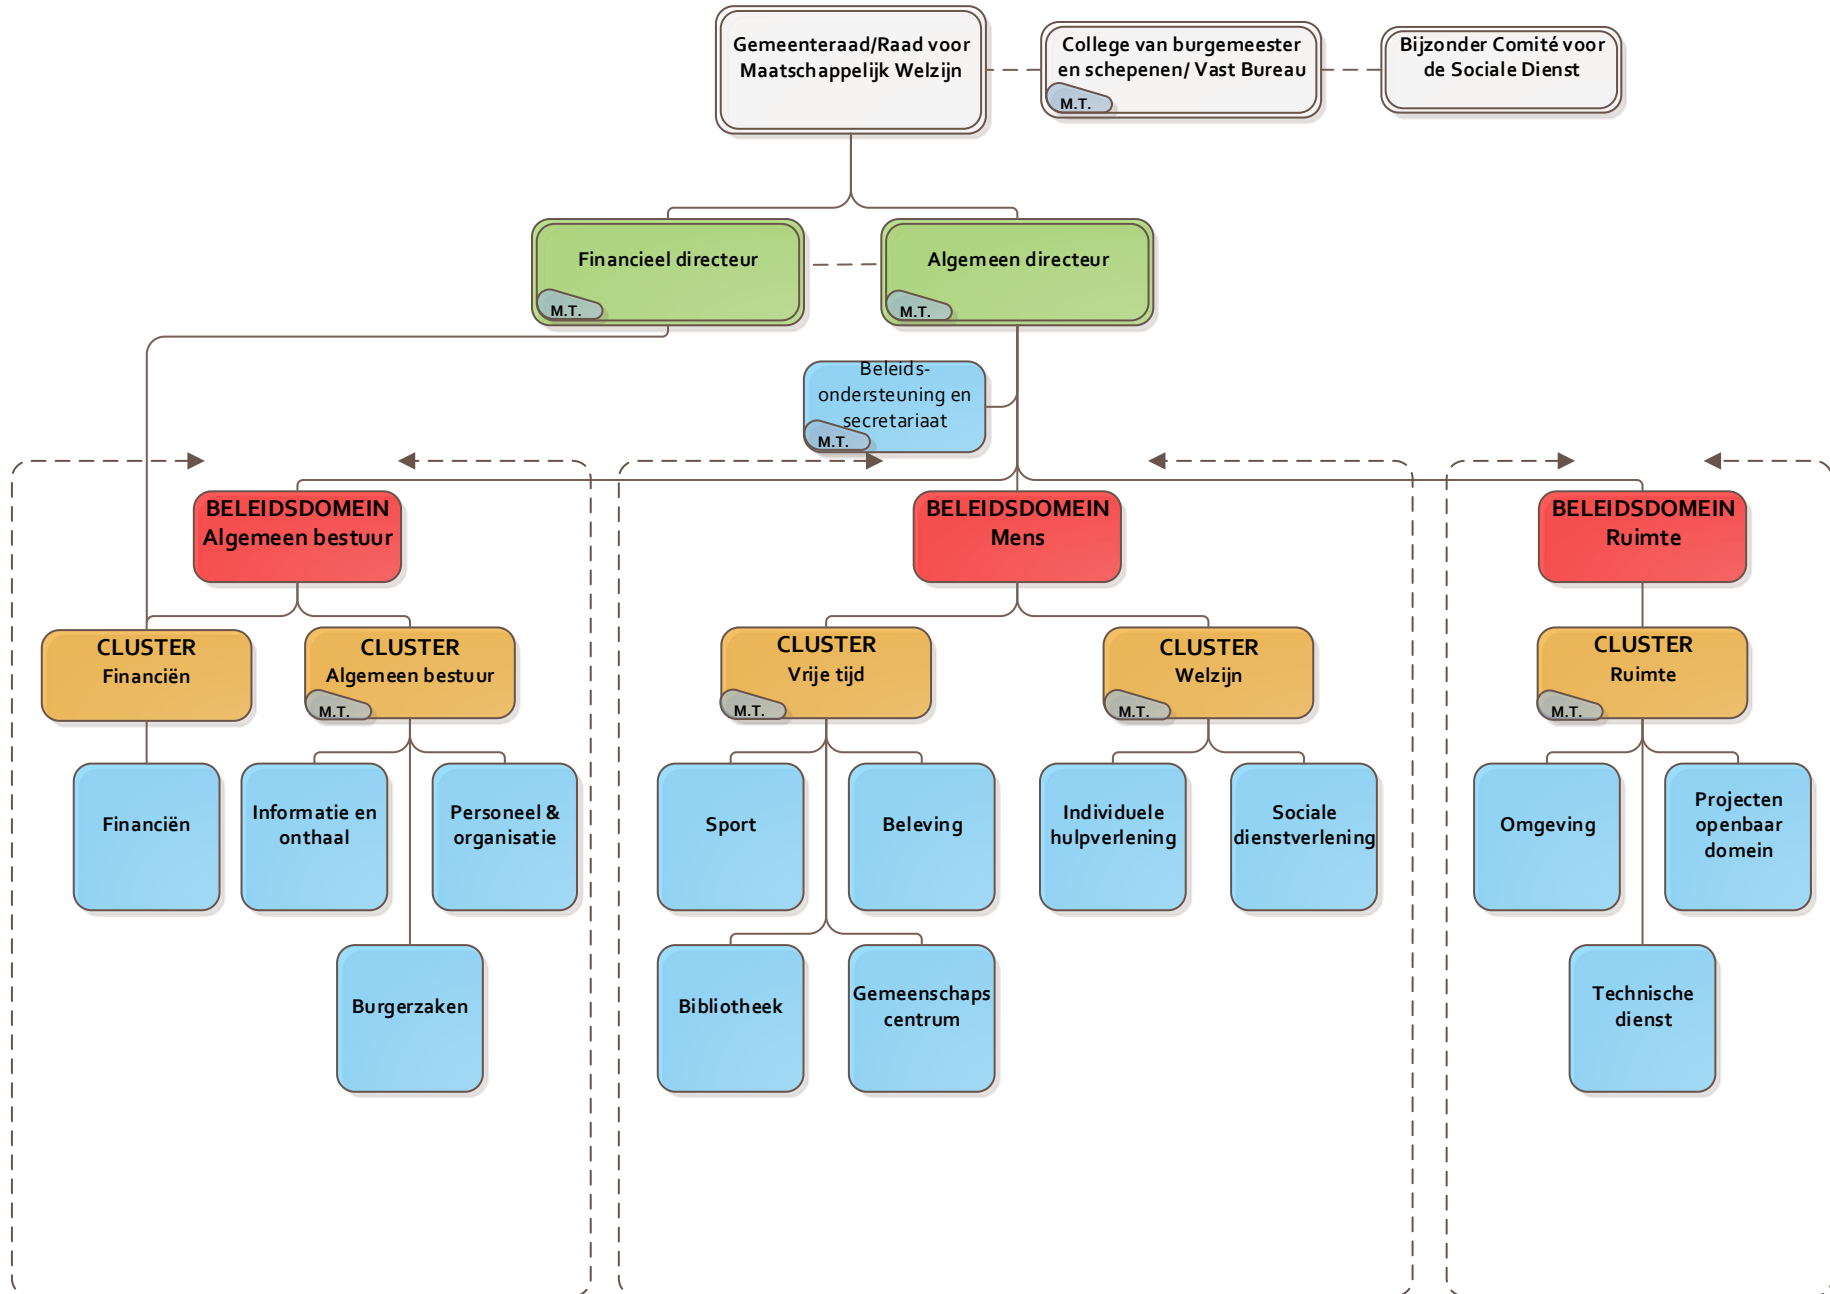 Gemeenteraad/Raad voor
Maatschappelijk Welzijn
College van burgemeester
en schepenen/ Vast Bureau
M.T.
Bijzonder Comité voor
de Sociale Dienst
Financieel directeur
M.T.
Algemeen directeur
M.T.
Beleids-
ondersteuning en
secretariaat
M.T.
BELEIDSDOMEIN
Algemeen bestuur
BELEIDSDOMEIN
Mens
BELEIDSDOMEIN
Ruimte
CLUSTER
Financiën
CLUSTER
Algemeen bestuur
M.T.
CLUSTER
Vrije tijd
M.T.
CLUSTER
Welzijn
M.T.
CLUSTER
Ruimte
M.T.
Financiën
Informatie en
onthaal
Personeel &
organisatie
Sport
Beleving
Individuele
hulpverlening
Sociale
dienstverlening
Omgeving
Projecten
openbaar
domein
Burgerzaken
Bibliotheek
Gemeenschaps
centrum
Technische
dienst